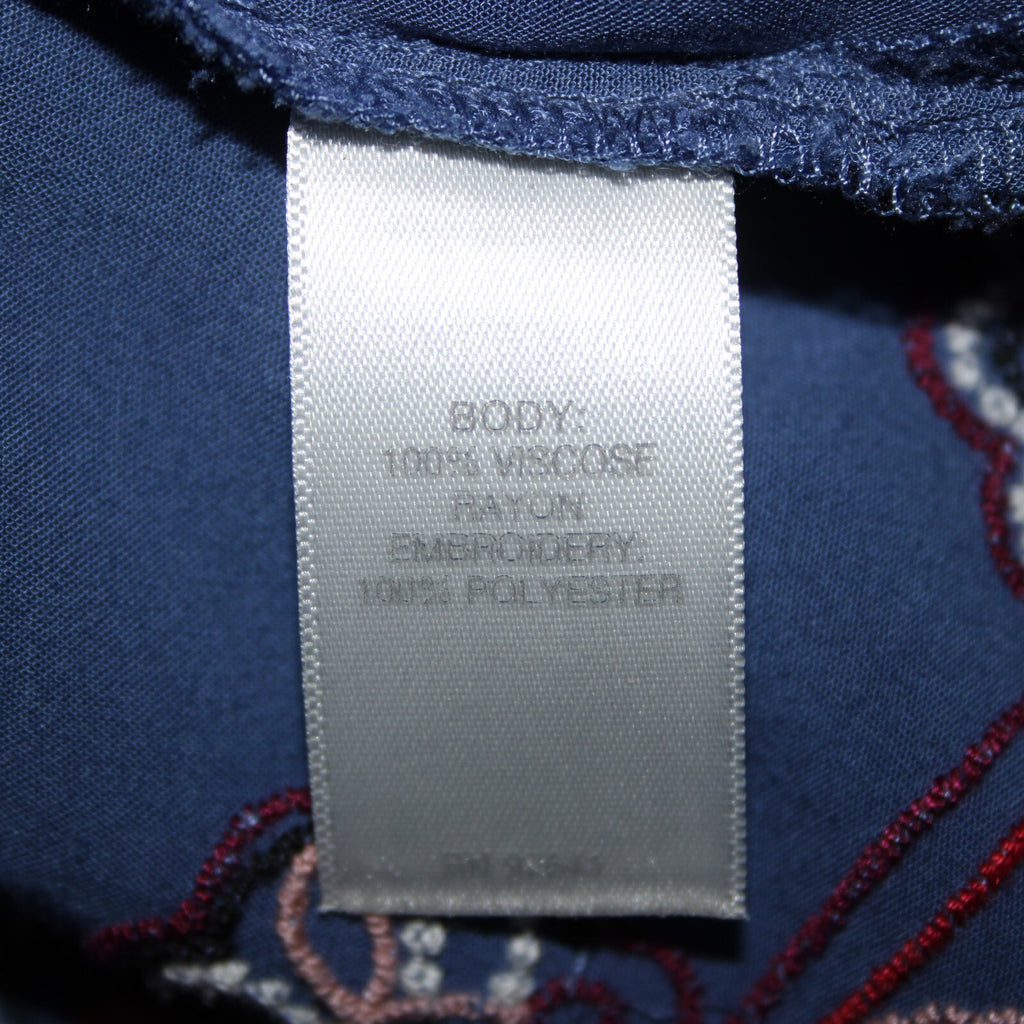 BODY:
100% VISCOSE
RAYON
EMBROIDERY:
100% POLYESTER